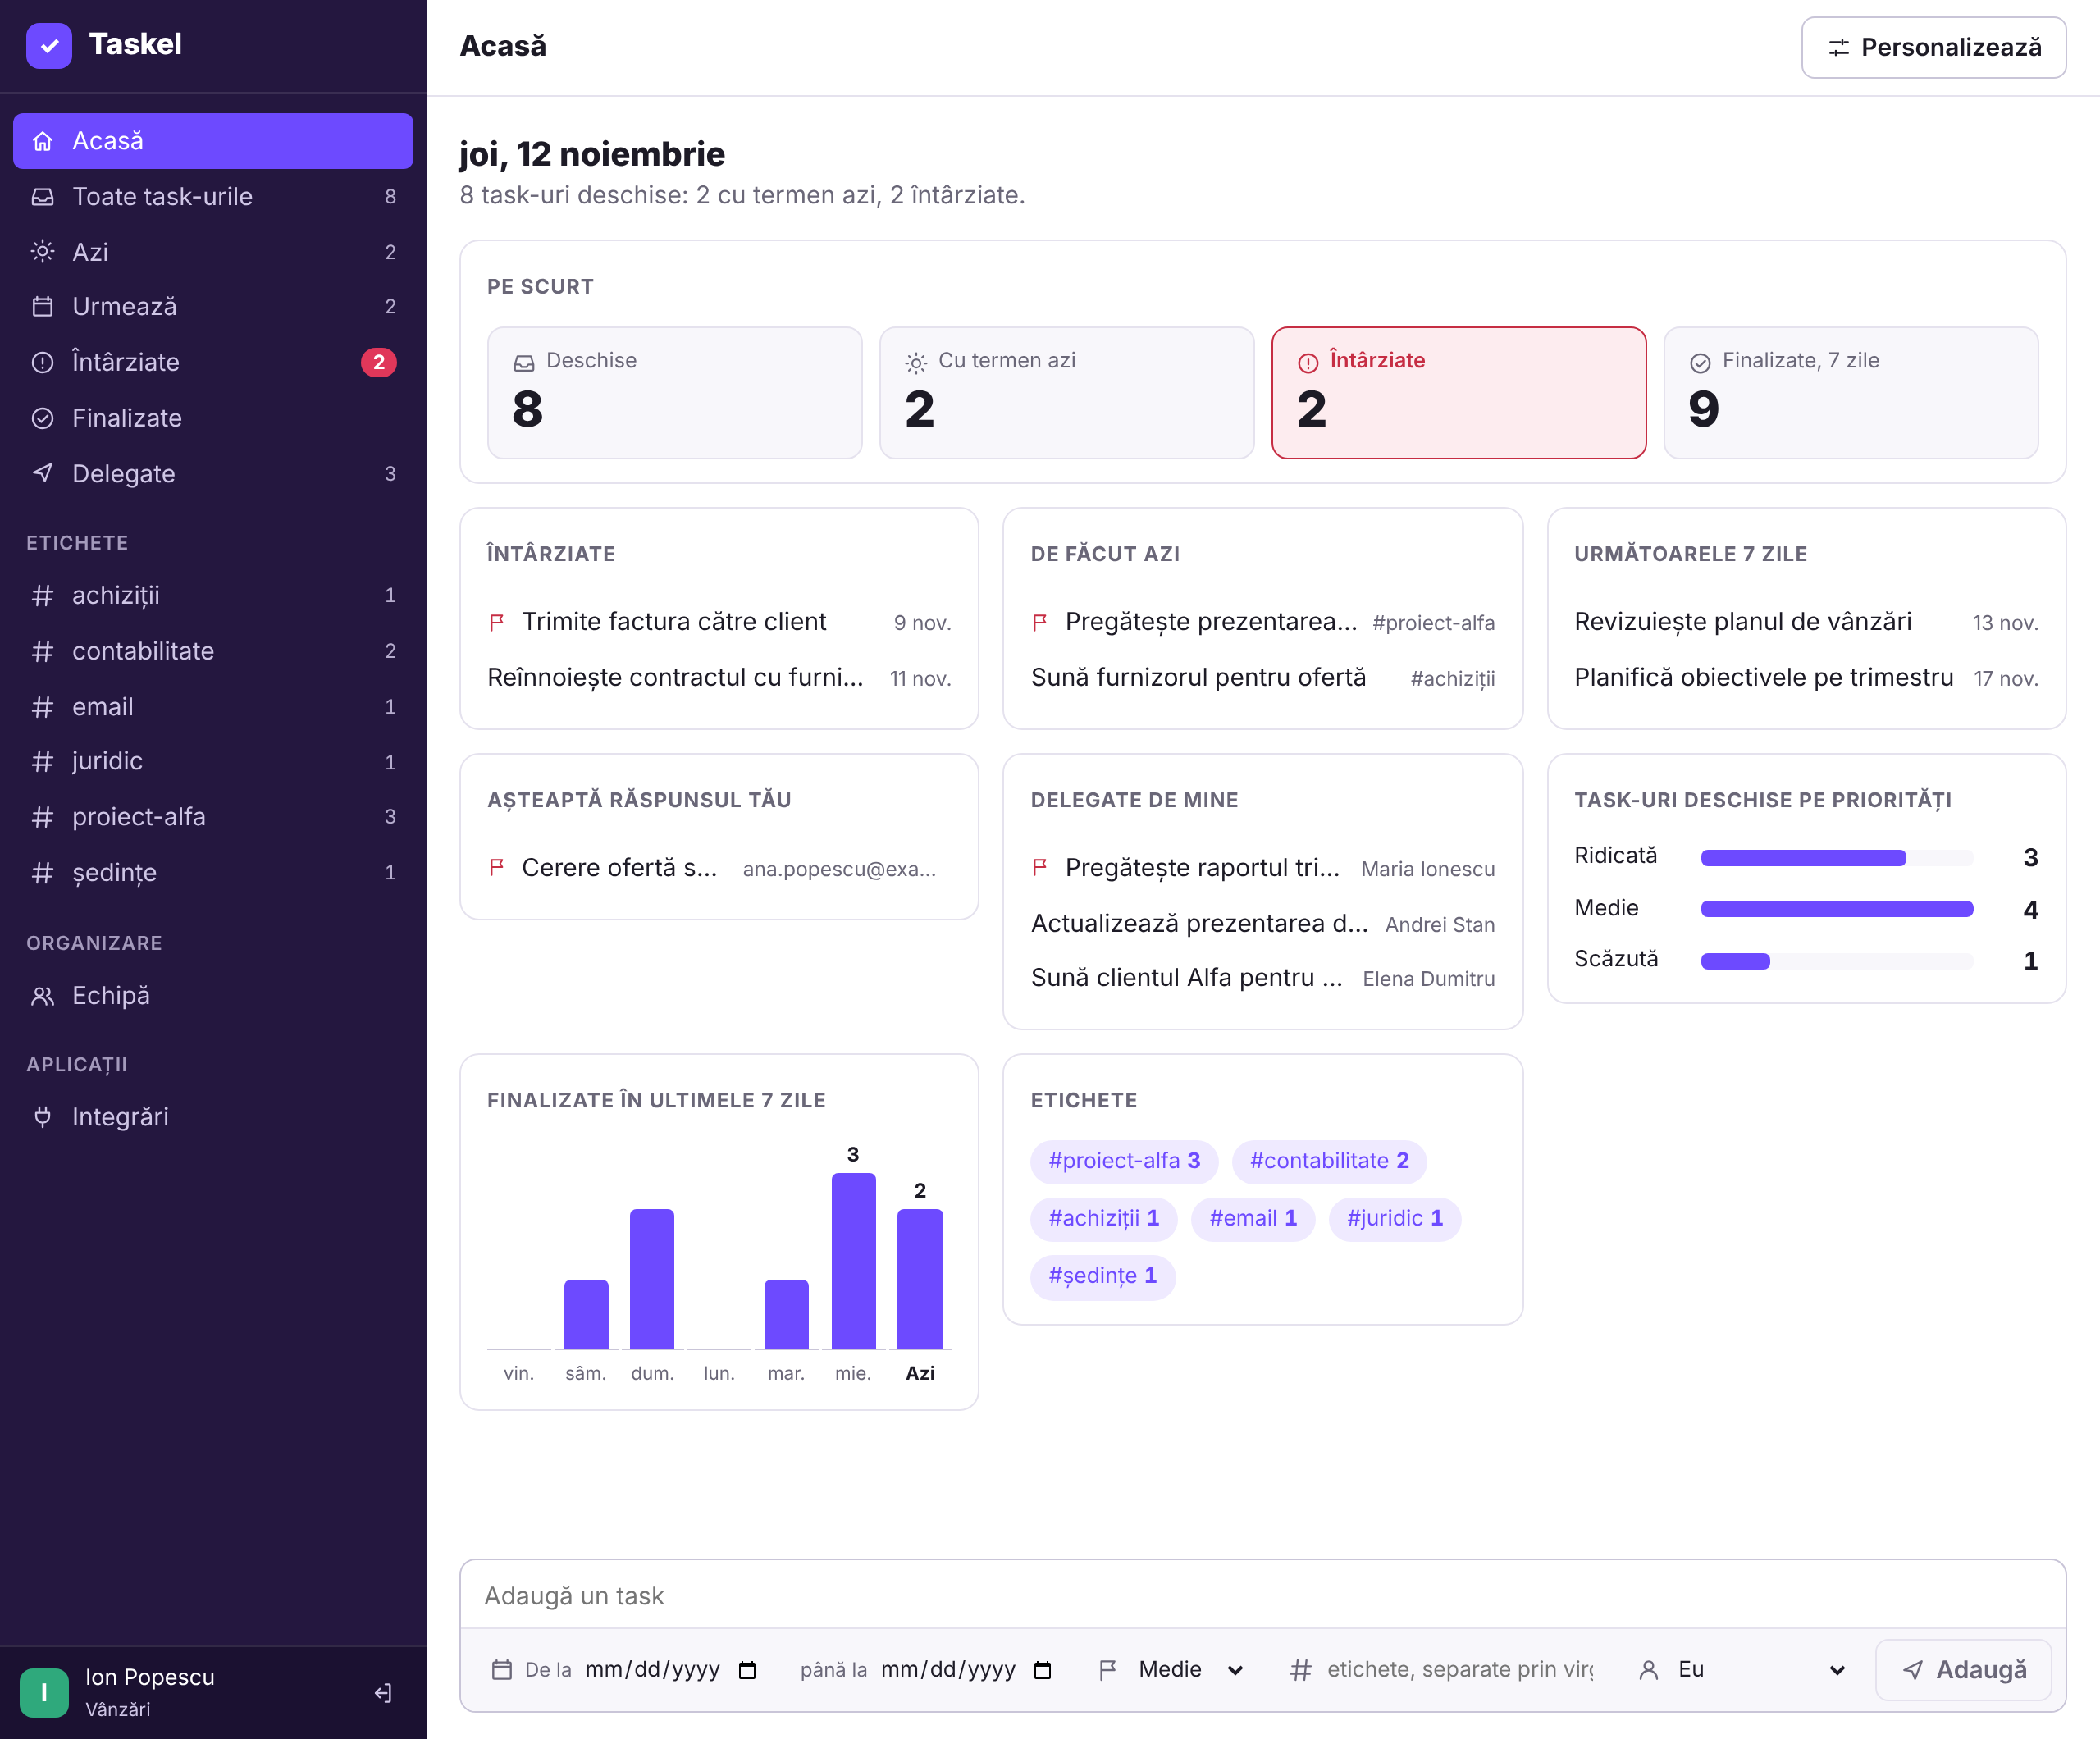 Taskel
Acasă
Toate task-urile 8
Azi 2
Urmează 2
Întârziate 2
Finalizate
Delegate 3
ETICHETE
achiziții 1
contabilitate 2
email 1
juridic 1
proiect-alfa 3
ședințe 1
ORGANIZARE
Echipă
APLICAȚII
Integrări
I
Ion Popescu
Vânzări
Acasă
Personalizează
joi, 12 noiembrie
8 task-uri deschise: 2 cu termen azi, 2 întârziate.
PE SCURT
Deschise
8
Cu termen azi
2
Întârziate
2
Finalizate, 7 zile
9
ÎNTÂRZIATE
Trimite factura către client 9 nov.
Reînnoiește contractul cu furni... 11 nov.
DE FĂCUT AZI
Pregătește prezentarea... #proiect-alfa
Sună furnizorul pentru ofertă #achiziții
URMĂTOARELE 7 ZILE
Revizuiește planul de vânzări 13 nov.
Planifică obiectivele pe trimestru 17 nov.
AȘTEAPTĂ RĂSPUNSUL TĂU
Cerere ofertă s... ana.popescu@exa...
DELEGATE DE MINE
Pregătește raportul tri... Maria Ionescu
Actualizează prezentarea d... Andrei Stan
Sună clientul Alfa pentru ... Elena Dumitru
TASK-URI DESCHISE PE PRIORITĂȚI
Ridicată 3
Medie 4
Scăzută 1
FINALIZATE ÎN ULTIMELE 7 ZILE
3
2
vin. sâm. dum. lun. mar. mie. Azi
ETICHETE
#proiect-alfa 3 #contabilitate 2
#achiziții 1 #email 1 #juridic 1
#ședințe 1
Adaugă un task
De la mm/dd/yyyy până la mm/dd/yyyy Medie etichete, separate prin Eu Adaugă